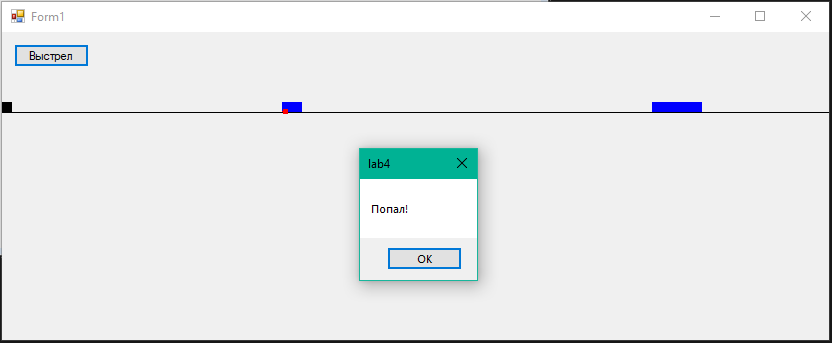 Form1
Выстрел
lab4
Попал!
OK